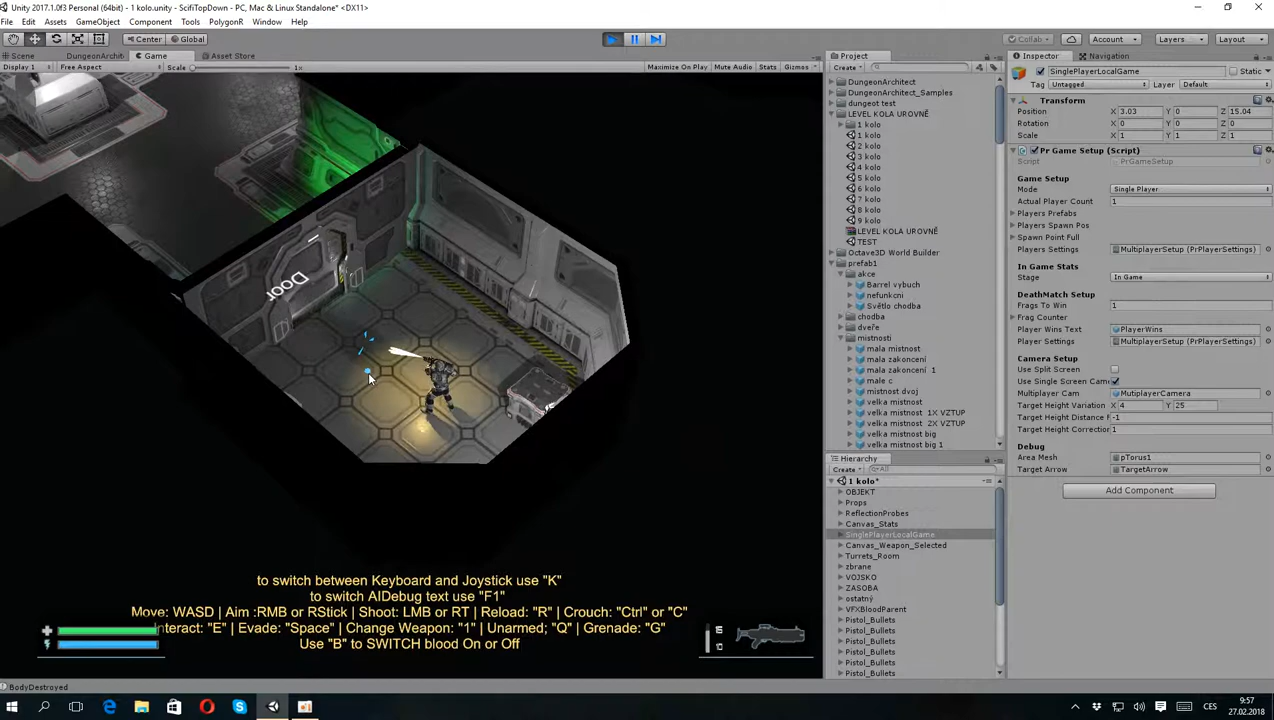 Unity 2017.1.0f3 Personal (64bit) - 1 kolo.unity - ScifiTopDown - PC, Mac & Linux Standalone* <DX11>
File Edit Assets GameObject Component Tools PolygonR Window Help
Center Global Collab Account Layers Layout
Scene DungeonArchit Game Asset Store
Display 1 Free Aspect Scale 1x Maximize On Play Mute Audio Stats Gizmos
Door
to switch between Keyboard and Joystick use "K"
to switch AIDebug text use "F1"
Move: WASD | Aim :RMB or RStick | Shoot: LMB or RT | Reload: "R" | Crouch: "Ctrl" or "C"
Interact: "E" | Evade: "Space" | Change Weapon: "1" | Unarmed; "Q" | Grenade: "G"
Use "B" to SWITCH blood On or Off
BodyDestroyed
Project
Create
DungeonArchitect
DungeonArchitect_Samples
dungeot test
LEVEL KOLA UROVNĚ
1 kolo
1 kolo
2 kolo
3 kolo
4 kolo
5 kolo
6 kolo
7 kolo
8 kolo
9 kolo
LEVEL KOLA UROVNĚ
TEST
Octave3D World Builder
prefab1
akce
Barrel vybuch
nefunkcni
Světlo chodba
chodba
dveře
mistnosti
mala mistnost
mala zakonceni
mala zakonceni 1
male c
mistnost dvoj
velka mistnost
velka mistnost 1X VZTUP
velka mistnost 2X VZTUP
velka mistnost big
velka mistnost big 1
Hierarchy
Create All
1 kolo*
OBJEKT
Props
ReflectionProbes
Canvas_Stats
SinglePlayerLocalGame
Canvas_Weapon_Selected
Turrets_Room
zbrane
VOJSKO
ZASOBA
ostatný
VFXBloodParent
Pistol_Bullets
Pistol_Bullets
Pistol_Bullets
Pistol_Bullets
Pistol_Bullets
Pistol_Bullets
Inspector Navigation
SinglePlayerLocalGame Static
Tag Untagged Layer Default
Transform
Position X 3.03 Y 0 Z 15.04
Rotation X 0 Y 0 Z 0
Scale X 1 Y 1 Z 1
Pr Game Setup (Script)
Script PrGameSetup
Game Setup
Mode Single Player
Actual Player Count 1
Players Prefabs
Players Spawn Pos
Spawn Point Full
Players Settings MultiplayerSetup (PrPlayerSettings)
In Game Stats
Stage In Game
DeathMatch Setup
Frags To Win 1
Frag Counter
Player Wins Text PlayerWins
Player Settings MultiplayerSetup (PrPlayerSettings)
Camera Setup
Use Split Screen
Use Single Screen Cam
Multiplayer Cam MutiplayerCamera
Target Height Variation X 4 Y 25
Target Height Distance F -1
Target Height Correction 1
Debug
Area Mesh pTorus1
Target Arrow TargetArrow
Add Component
CES
9:57
27.02.2018